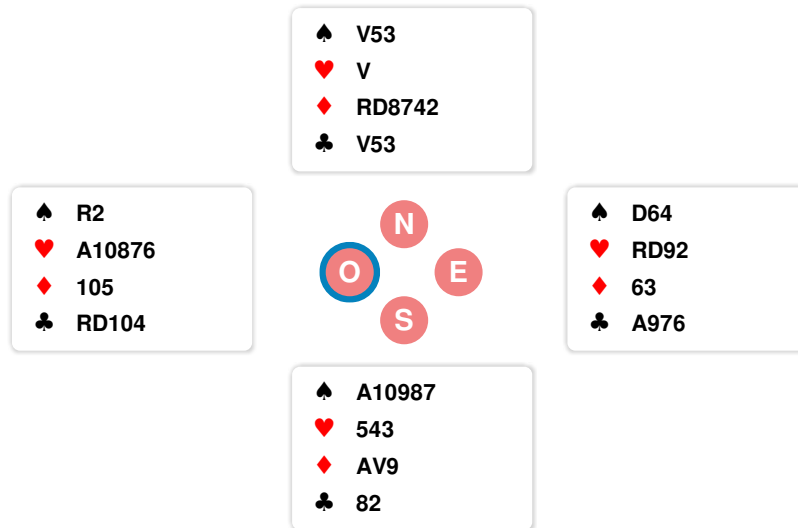 ♠ V53
♥ V
♦ RD8742
♣ V53
♠ R2
♥ A10876
♦ 105
♣ RD104
N
O E
S
♠ D64
♥ RD92
♦ 63
♣ A976
♠ A10987
♥ 543
♦ AV9
♣ 82